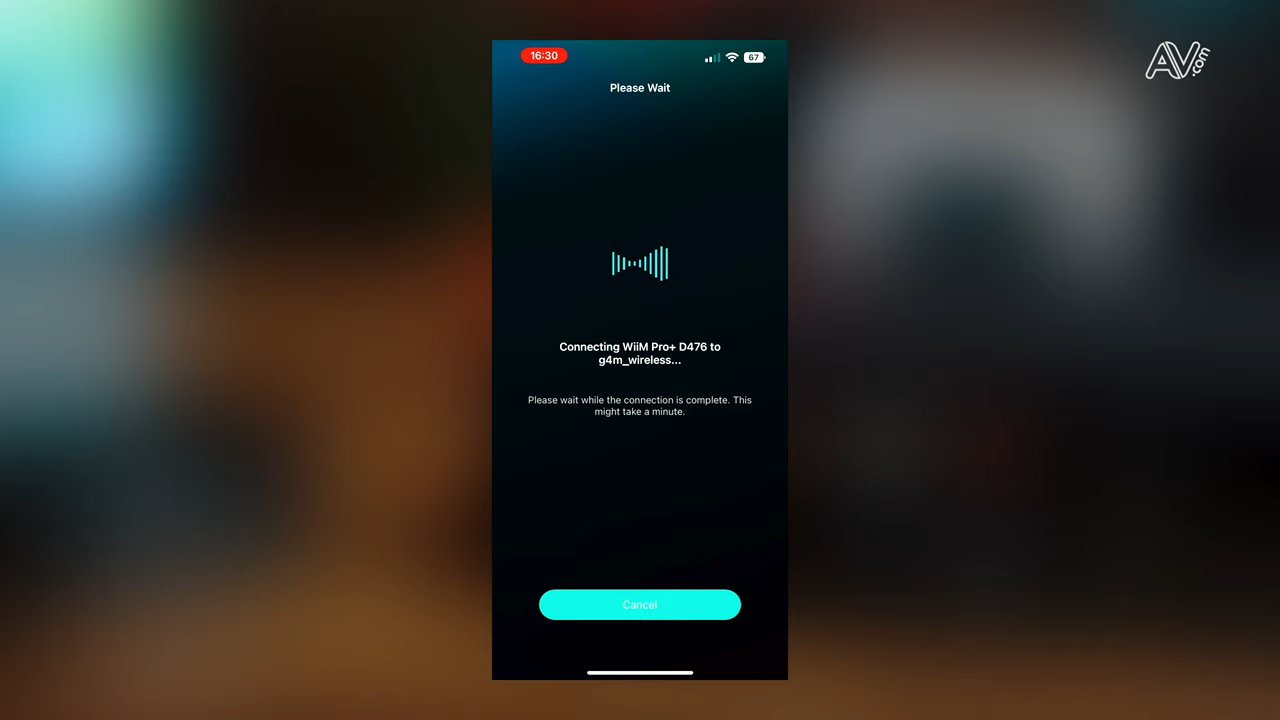 16:30
67
AV.com
Please Wait
Connecting WiiM Pro+ D476 to
g4m_wireless...
Please wait while the connection is complete. This
might take a minute.
Cancel